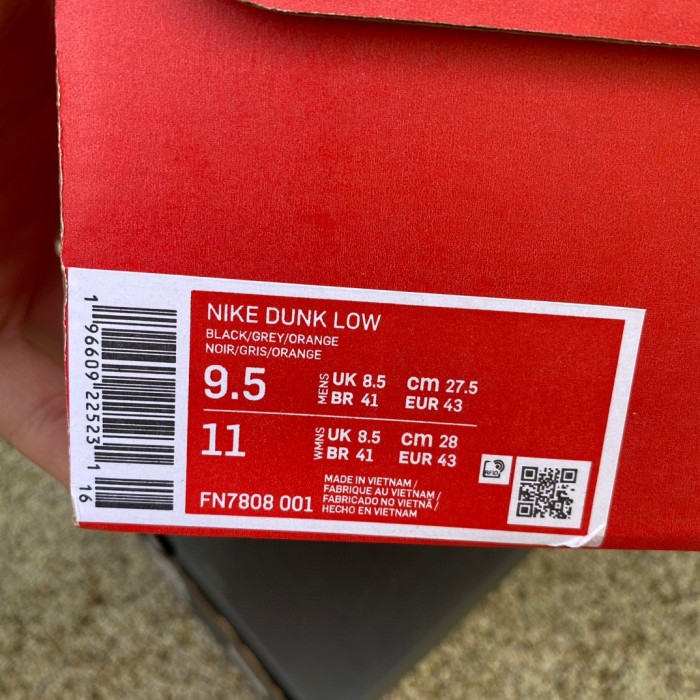 NIKE DUNK LOW
BLACK/GREY/ORANGE
NOIR/GRIS/ORANGE
9.5 MENS UK 8.5 cm 27.5
BR 41 EUR 43
11 WMNS UK 8.5 cm 28
BR 41 EUR 43
FN7808 001
MADE IN VIETNAM /
FABRIQUE AU VIETNAM /
FABRICADO NO VIETNÃ /
HECHO EN VIETNAM
RFID
1 96609 22523 1 16